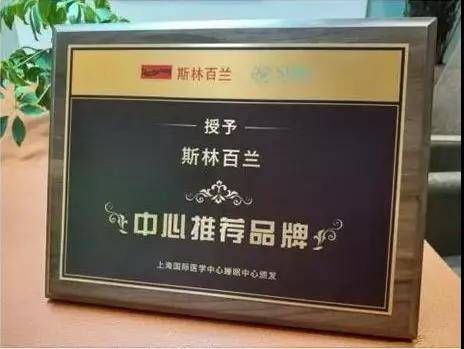 斯林百兰
授予
斯林百兰
中心推荐品牌
上海国际医学中心睡眠中心颁发